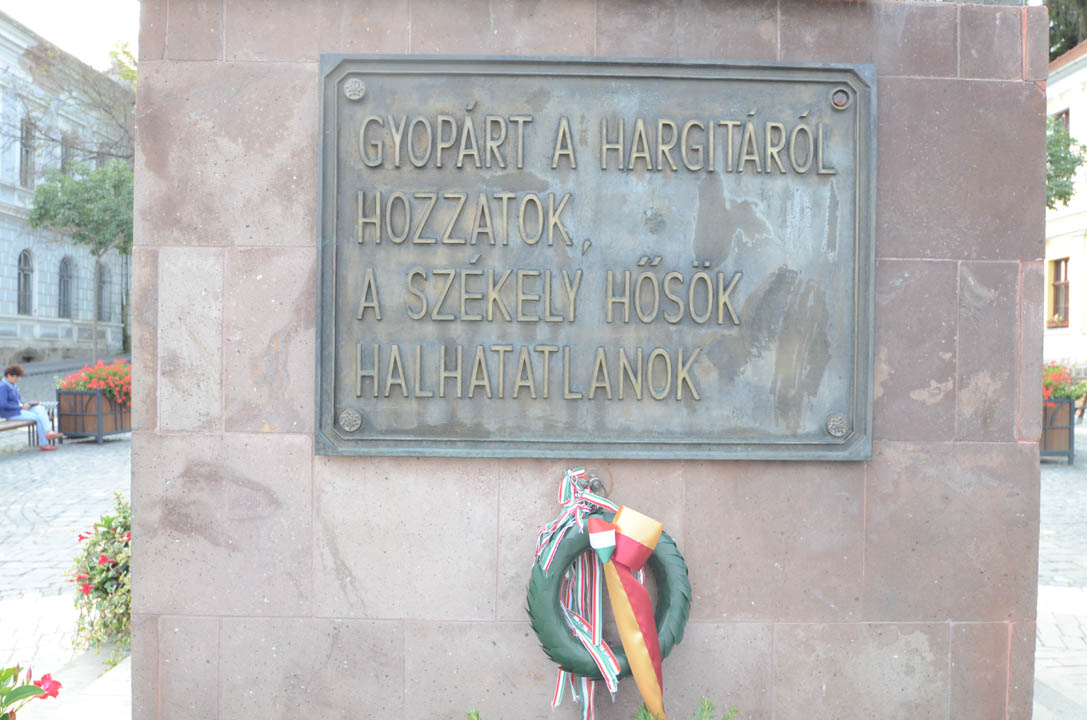 GYOPÁRT A HARGITÁRÓL
HOZZATOK,
A SZÉKELY HŐSÖK
HALHATATLANOK